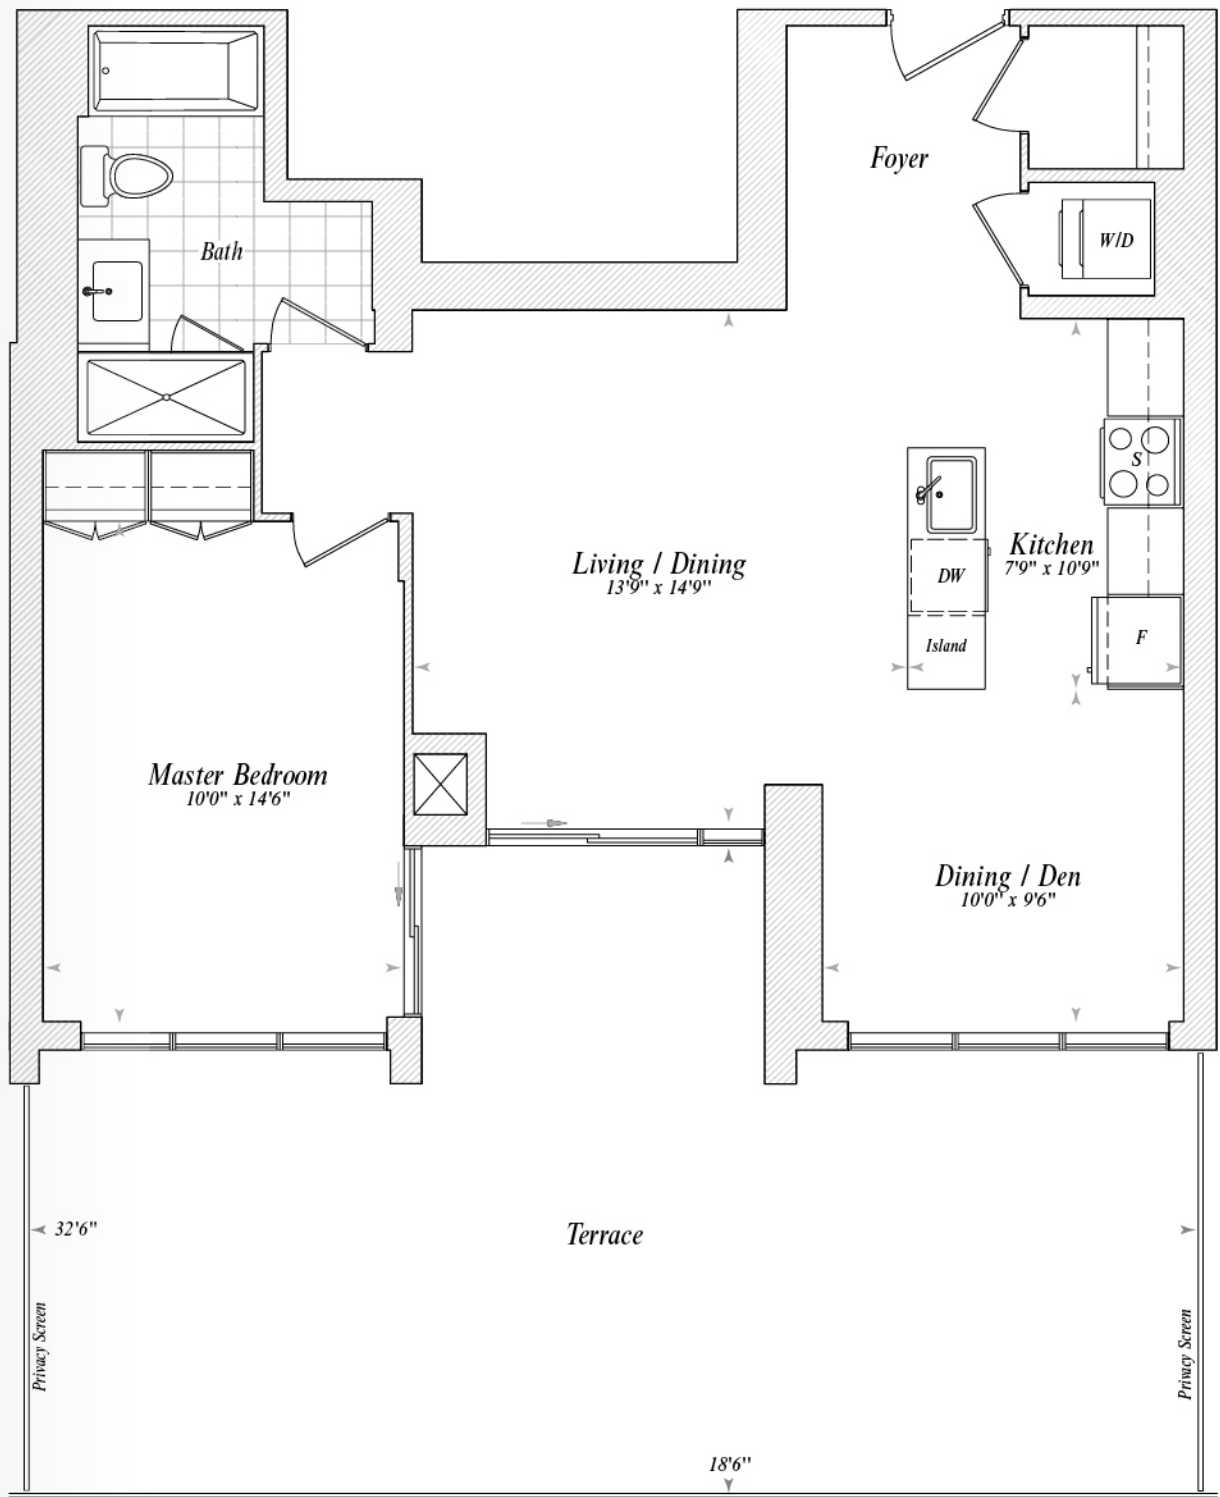 Foyer
W/D
Bath
S
Living / Dining
13'9" x 14'9"
Kitchen
7'9" x 10'9"
DW
F
Island
Master Bedroom
10'0" x 14'6"
Dining / Den
10'0" x 9'6"
32'6"
Terrace
Privacy Screen
Privacy Screen
18'6"